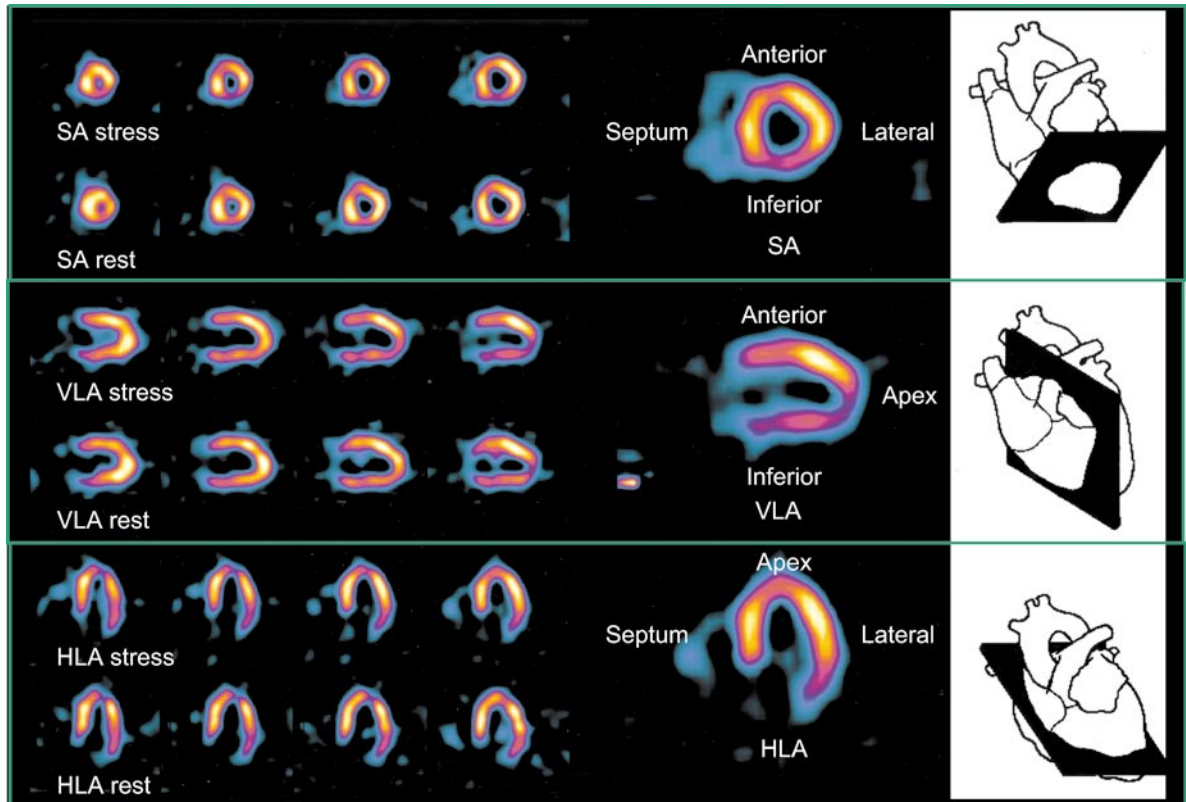 SA stress
SA rest
Anterior
Septum
Lateral
Inferior
SA
VLA stress
VLA rest
Anterior
Apex
Inferior
VLA
HLA stress
HLA rest
Apex
Septum
Lateral
HLA